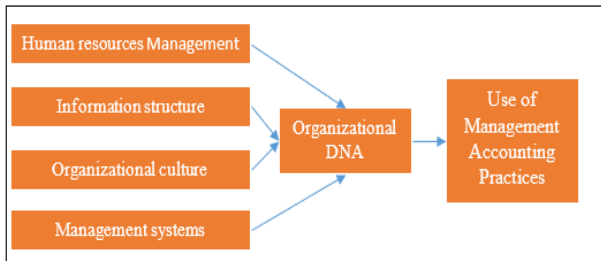 Human resources Management
Information structure
Organizational culture
Management systems
Organizational
DNA
Use of
Management
Accounting
Practices